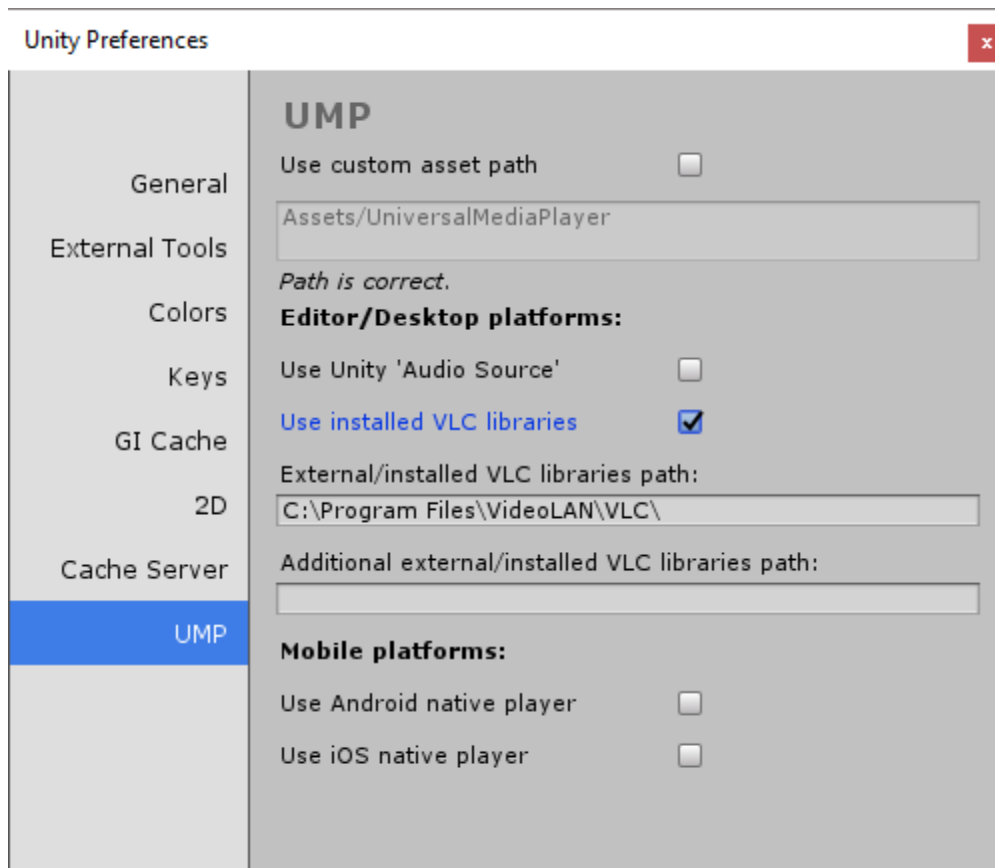 Unity Preferences
x
General
External Tools
Colors
Keys
GI Cache
2D
Cache Server
UMP
UMP
Use custom asset path
Assets/UniversalMediaPlayer
Path is correct.
Editor/Desktop platforms:
Use Unity 'Audio Source'
Use installed VLC libraries
External/installed VLC libraries path:
C:\Program Files\VideoLAN\VLC\
Additional external/installed VLC libraries path:
Mobile platforms:
Use Android native player
Use iOS native player